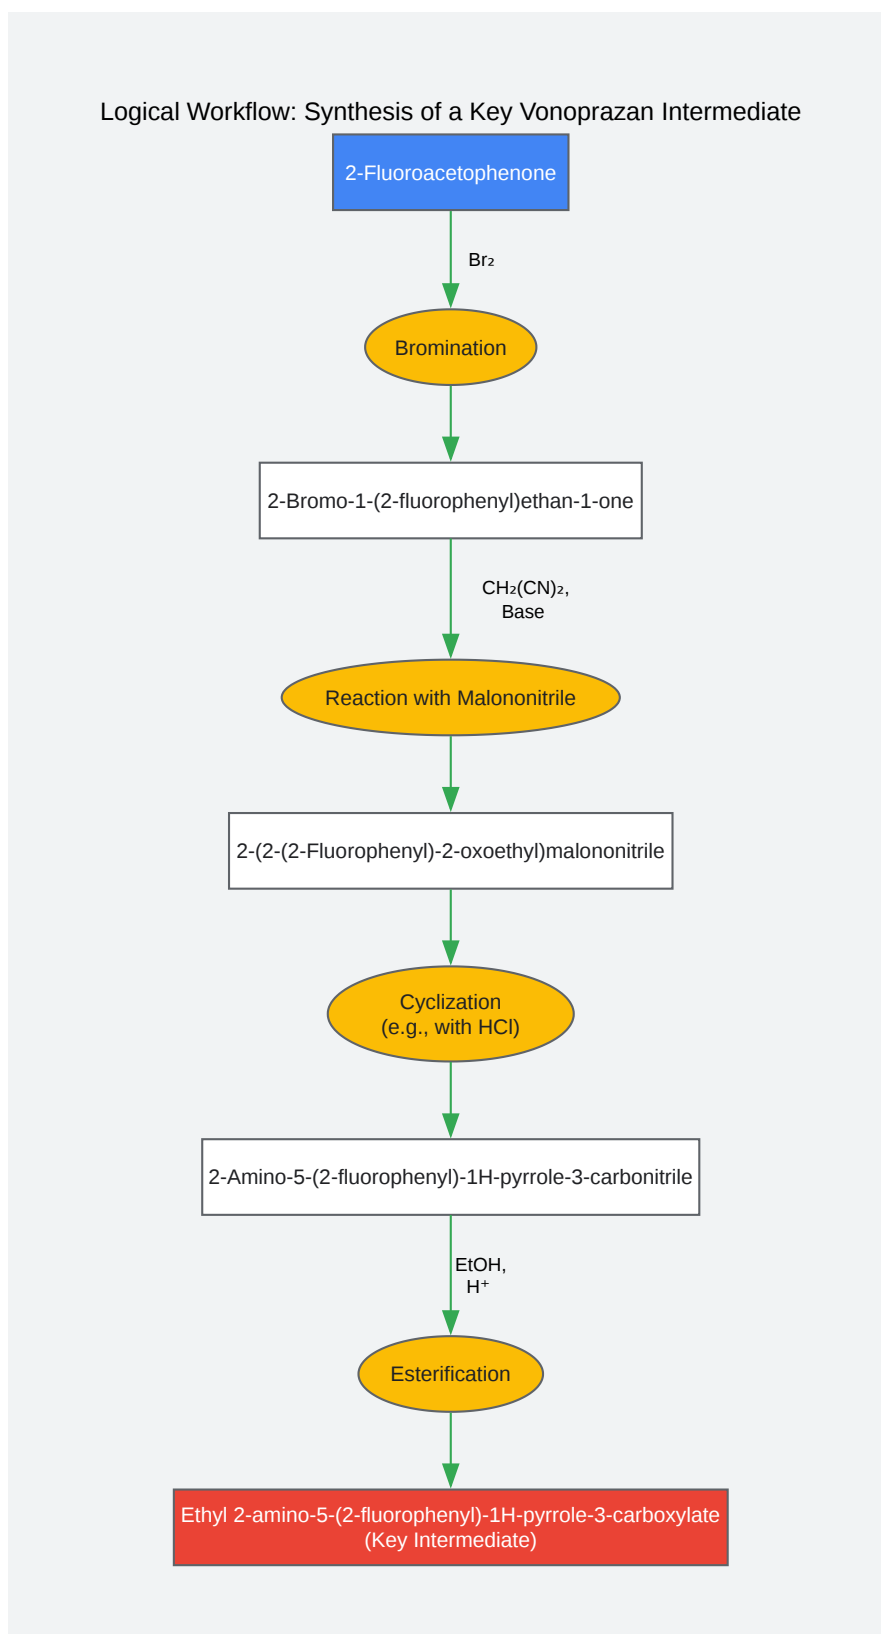 Logical Workflow: Synthesis of a Key Vonoprazan Intermediate
2-Fluoroacetophenone
Br₂
Bromination
2-Bromo-1-(2-fluorophenyl)ethan-1-one
CH₂(CN)₂,
Base
Reaction with Malononitrile
2-(2-(2-Fluorophenyl)-2-oxoethyl)malononitrile
Cyclization
(e.g., with HCl)
2-Amino-5-(2-fluorophenyl)-1H-pyrrole-3-carbonitrile
EtOH,
H⁺
Esterification
Ethyl 2-amino-5-(2-fluorophenyl)-1H-pyrrole-3-carboxylate
(Key Intermediate)